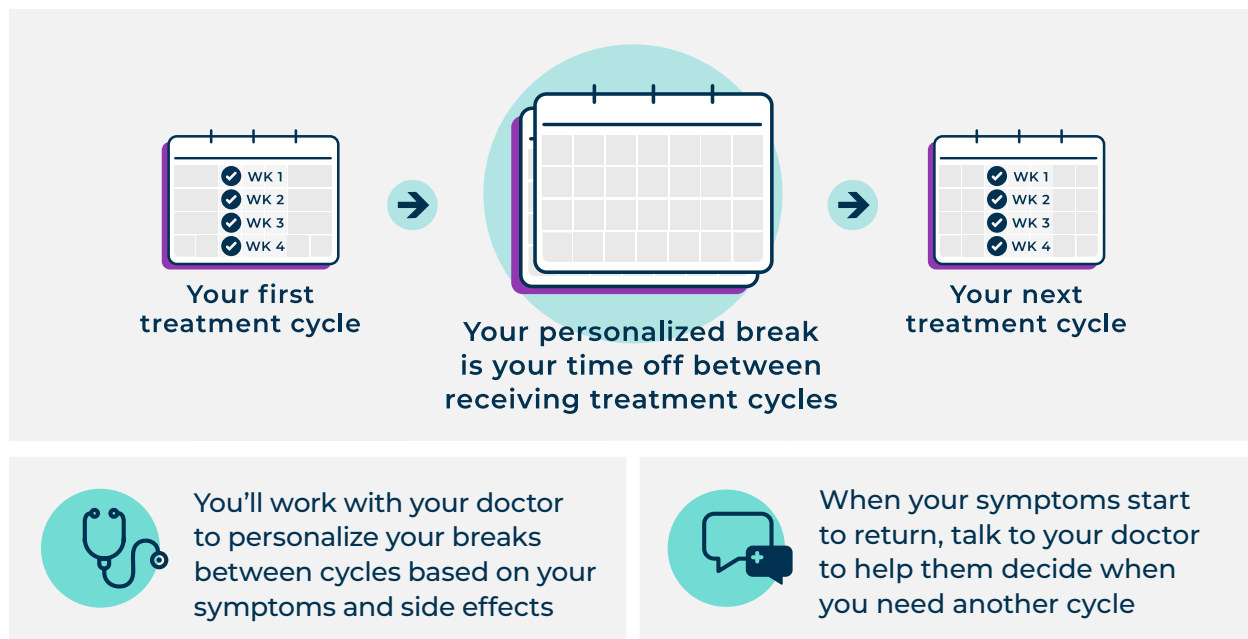 WK 1
WK 2
WK 3
WK 4
Your first
treatment cycle
Your personalized break
is your time off between
receiving treatment cycles
WK 1
WK 2
WK 3
WK 4
Your next
treatment cycle
You’ll work with your doctor
to personalize your breaks
between cycles based on your
symptoms and side effects
When your symptoms start
to return, talk to your doctor
to help them decide when
you need another cycle